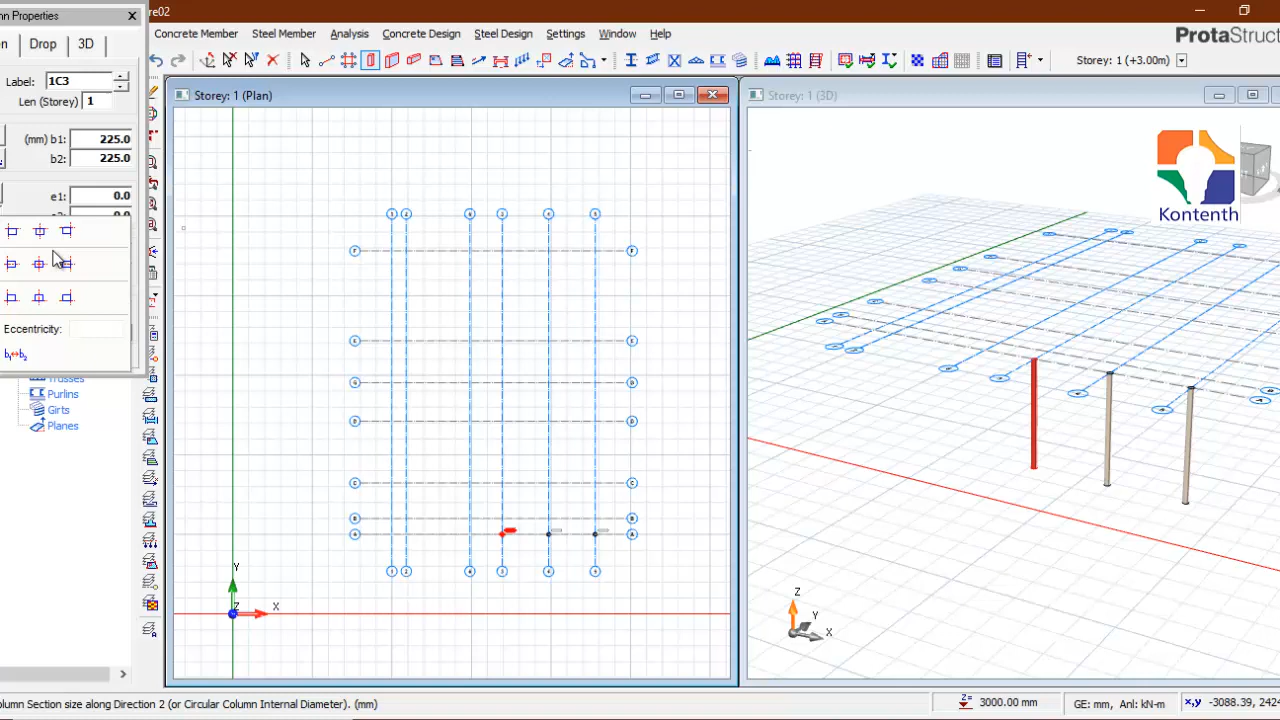 n Properties
re02
Concrete Member Analysis Concrete Design Steel Design Settings Window Help
Steel Member
ProtaStruct
n Drop 3D
Storey: 1 (+3.00m)
Label: 1C3
Len (Storey) 1
(mm) b1: 225.0
b2: 225.0
e1: 0.0
Eccentricity:
b1 b2
Trusses
Purlins
Girts
Planes
Storey: 1 (Plan)
Storey: 1 (3D)
Kontenth
F F
E E
D D
C C
B B
A A
Y
Z X
Z
Y
X
olumn Section size along Direction 2 (or Circular Column Internal Diameter). (mm)
Z= 3000.00 mm
GE: mm, Anl: kN-m
x,y -3088.39, 2424